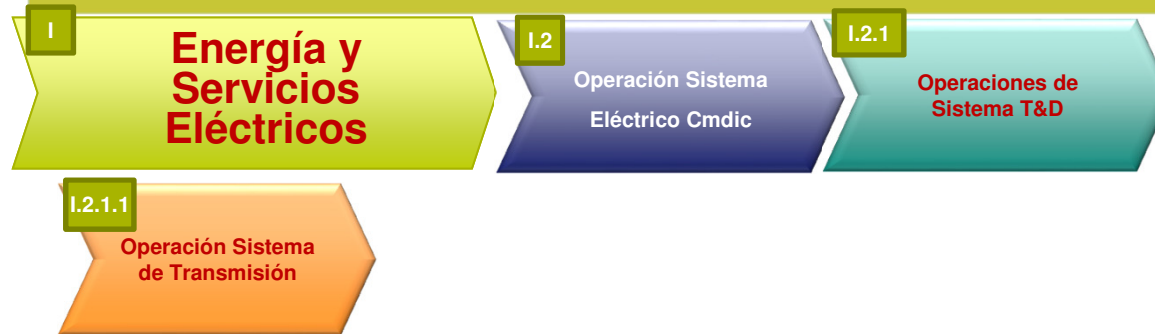 I
Energía y
Servicios
Eléctricos
I.2
Operación Sistema
Eléctrico Cmdic
I.2.1
Operaciones de
Sistema T&D
I.2.1.1
Operación Sistema
de Transmisión